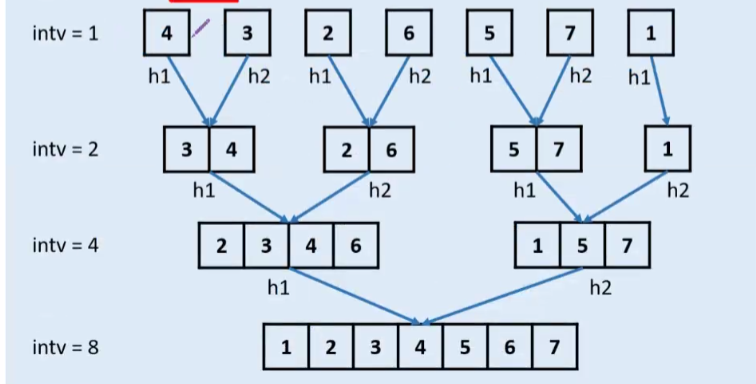 intv = 1 4 3 2 6 5 7 1
h1 h2 h1 h2 h1 h2 h1
intv = 2 3 4 2 6 5 7 1
h1 h2 h1 h2
intv = 4 2 3 4 6 1 5 7
h1 h2
intv = 8 1 2 3 4 5 6 7